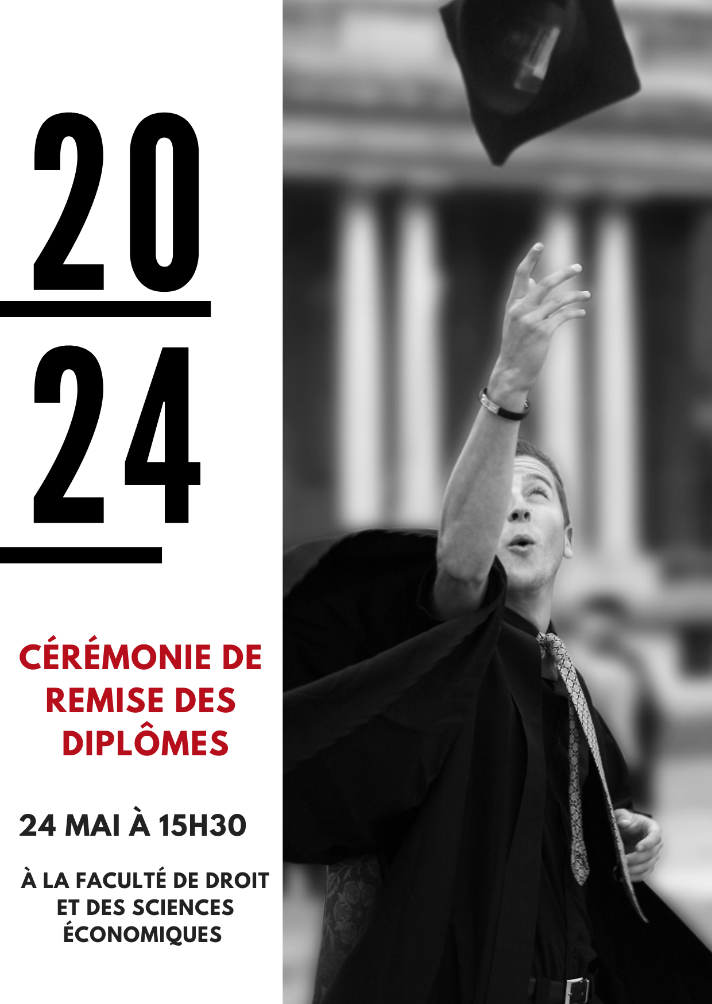 20
24
CÉRÉMONIE DE
REMISE DES
DIPLÔMES
24 MAI À 15H30
À LA FACULTÉ DE DROIT
ET DES SCIENCES
ÉCONOMIQUES